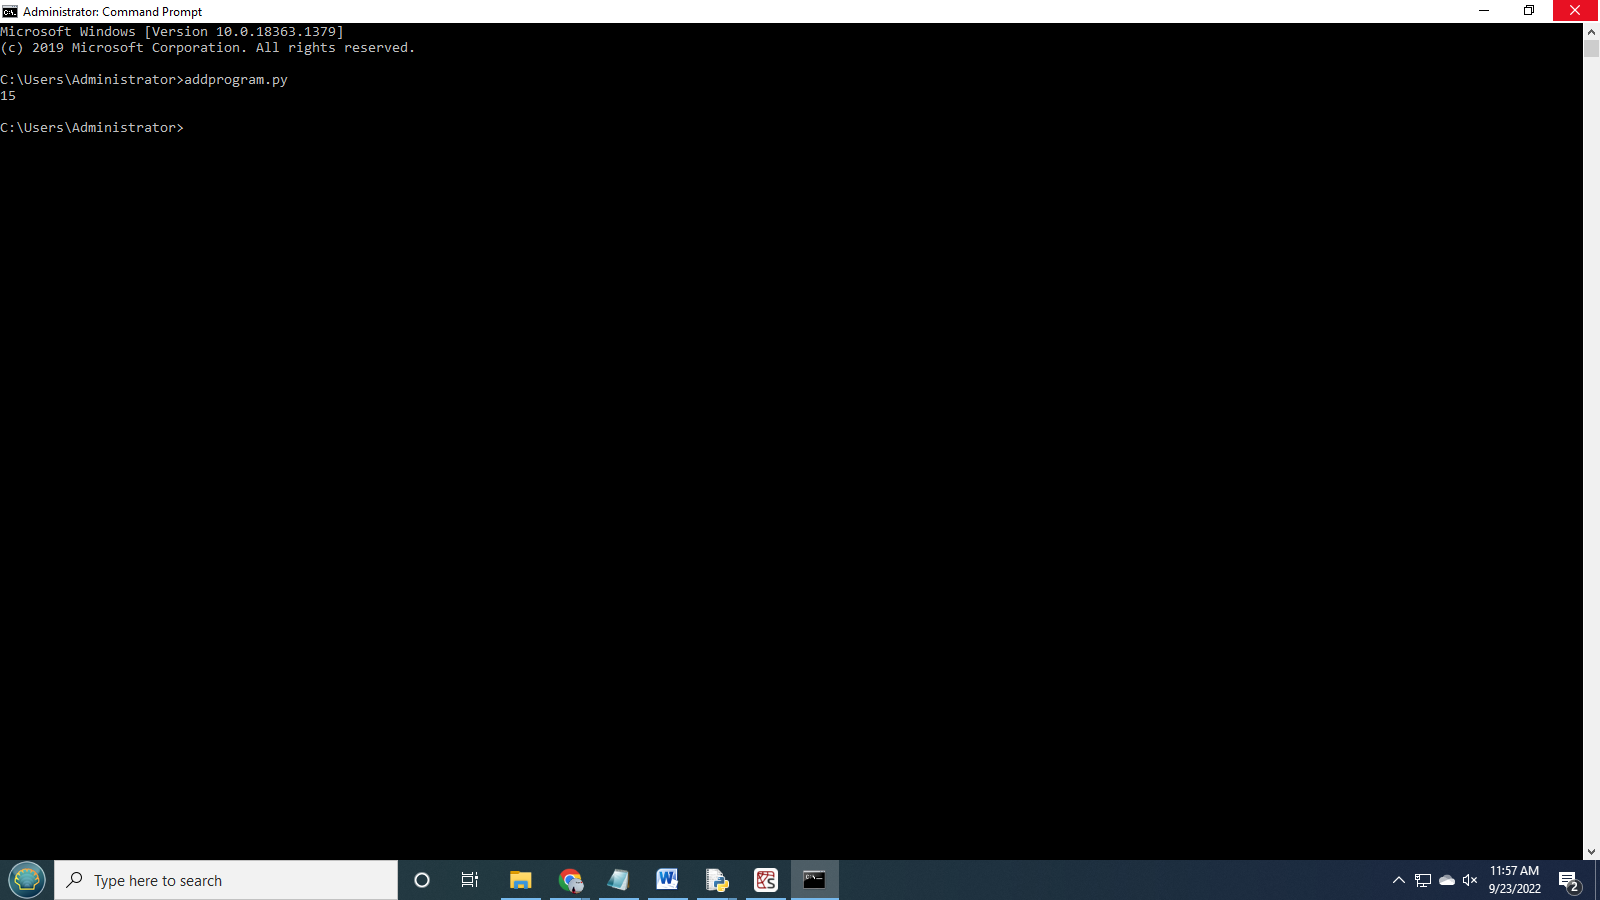 Administrator: Command Prompt
Microsoft Windows [Version 10.0.18363.1379]
(c) 2019 Microsoft Corporation. All rights reserved.
C:\Users\Administrator>addprogram.py
15
C:\Users\Administrator>
Type here to search
11:57 AM
9/23/2022
2